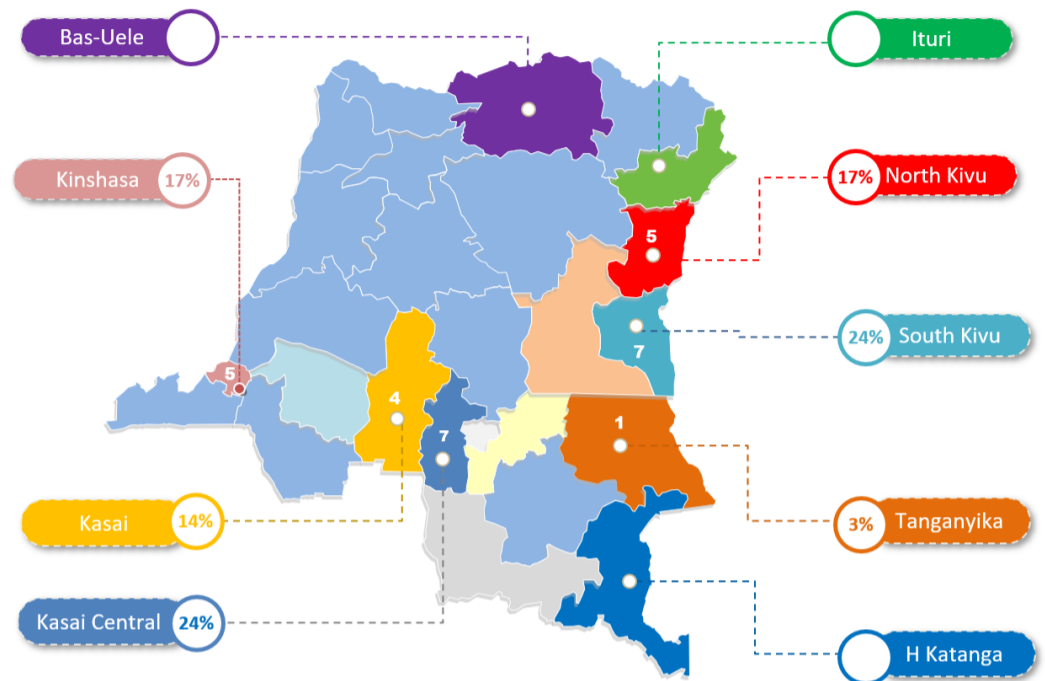 Bas-Uele
Ituri
Kinshasa 17%
17% North Kivu
5
24% South Kivu
7
5
4
1
7
Kasai 14%
3% Tanganyika
Kasai Central 24%
H Katanga